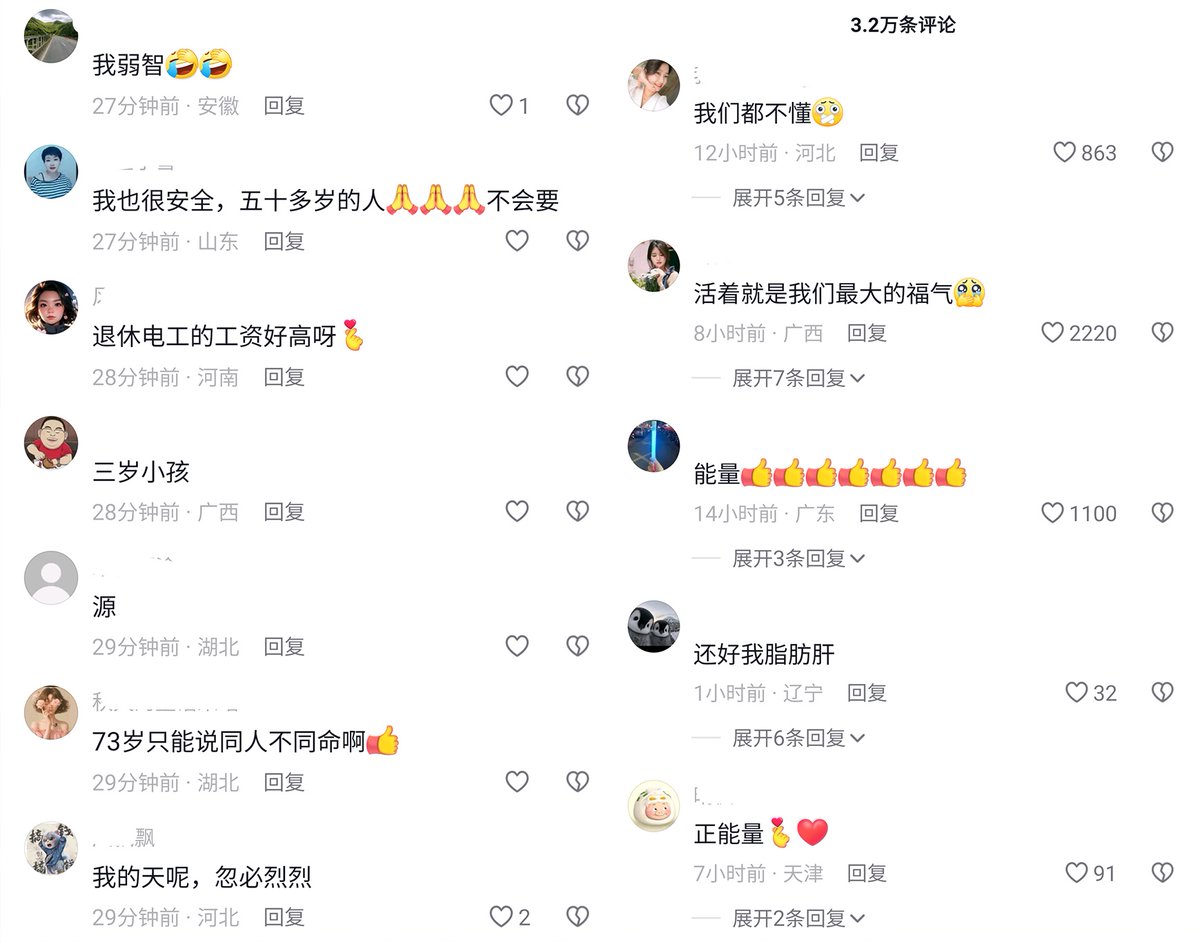 我弱智🤣🤣
27分钟前 · 安徽 回复 1
我也很安全，五十多岁的人🙏🙏🙏不会要
27分钟前 · 山东 回复
退休电工的工资好高呀
28分钟前 · 河南 回复
三岁小孩
28分钟前 · 广西 回复
源
29分钟前 · 湖北 回复
73岁只能说同人不同命啊👍
29分钟前 · 湖北 回复
飘
我的天呢，忽必烈烈
29分钟前 · 河北 回复 2
3.2万条评论
我们都不懂
12小时前 · 河北 回复 863
展开5条回复
活着就是我们最大的福气🥹
8小时前 · 广西 回复 2220
展开7条回复
能量👍👍👍👍👍👍👍
14小时前 · 广东 回复 1100
展开3条回复
还好我脂肪肝
1小时前 · 辽宁 回复 32
展开6条回复
正能量❤️
7小时前 · 天津 回复 91
展开2条回复